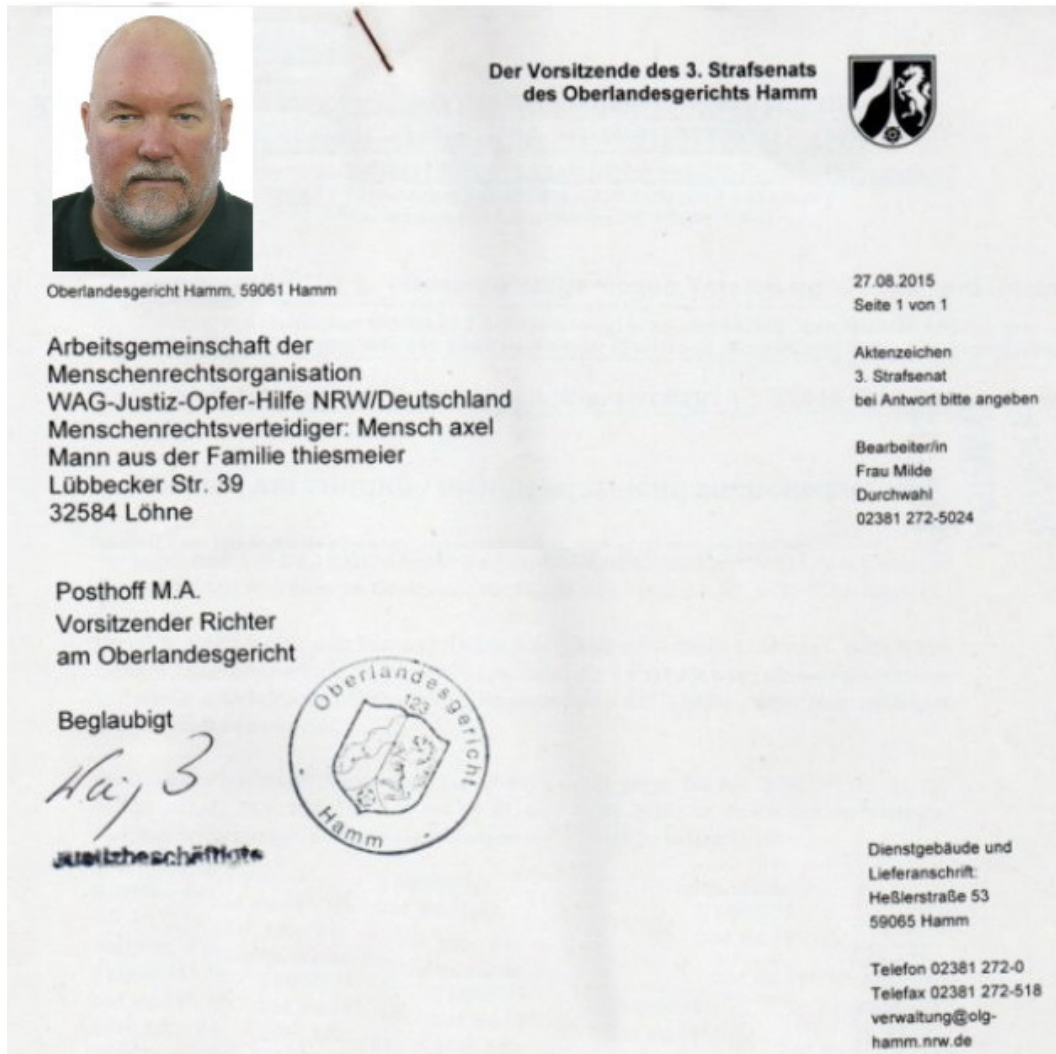 Der Vorsitzende des 3. Strafsenats
des Oberlandesgerichts Hamm
Oberlandesgericht Hamm, 59061 Hamm
27.08.2015
Seite 1 von 1
Arbeitsgemeinschaft der
Menschenrechtsorganisation
WAG-Justiz-Opfer-Hilfe NRW/Deutschland
Menschenrechtsverteidiger: Mensch axel
Mann aus der Familie thiesmeier
Lübbecker Str. 39
32584 Löhne
Aktenzeichen
3. Strafsenat
bei Antwort bitte angeben
Bearbeiter/in
Frau Milde
Durchwahl
02381 272-5024
Posthoff M.A.
Vorsitzender Richter
am Oberlandesgericht
Beglaubigt
Oberlandesgericht
123
Hamm
Justizbeschäftigte
Dienstgebäude und
Lieferanschrift:
Heßlerstraße 53
59065 Hamm
Telefon 02381 272-0
Telefax 02381 272-518
verwaltung@olg-
hamm.nrw.de